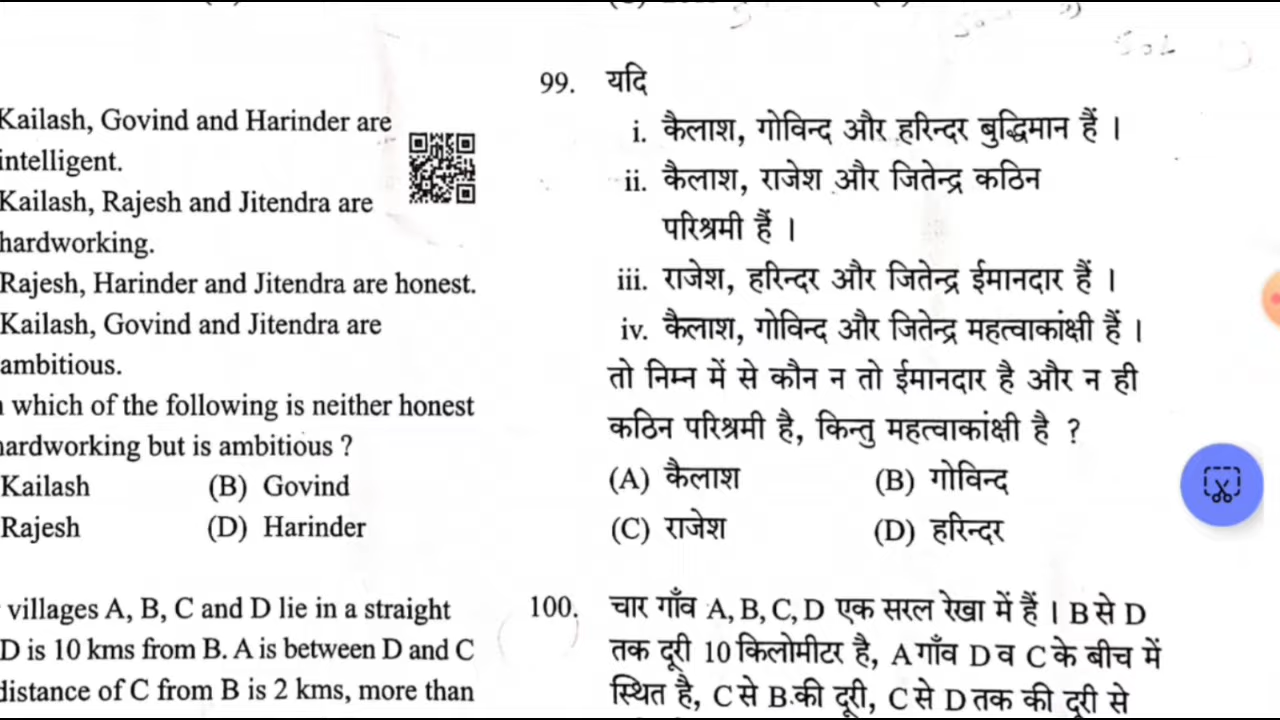 Kailash, Govind and Harinder are
intelligent.
Kailash, Rajesh and Jitendra are
hardworking.
Rajesh, Harinder and Jitendra are honest.
Kailash, Govind and Jitendra are
ambitious.
which of the following is neither honest
hardworking but is ambitious ?
Kailash (B) Govind
Rajesh (D) Harinder
villages A, B, C and D lie in a straight
D is 10 kms from B. A is between D and C
distance of C from B is 2 kms, more than
99. यदि
i. कैलाश, गोविन्द और हरिन्दर बुद्धिमान हैं ।
ii. कैलाश, राजेश और जितेन्द्र कठिन
परिश्रमी हैं ।
iii. राजेश, हरिन्दर और जितेन्द्र ईमानदार हैं ।
iv. कैलाश, गोविन्द और जितेन्द्र महत्वाकांक्षी हैं ।
तो निम्न में से कौन न तो ईमानदार है और न ही
कठिन परिश्रमी है, किन्तु महत्वाकांक्षी है ?
(A) कैलाश (B) गोविन्द
(C) राजेश (D) हरिन्दर
100. चार गाँव A, B, C, D एक सरल रेखा में हैं । B से D
तक दूरी 10 किलोमीटर है, A गाँव D व C के बीच में
स्थित है, C से B की दूरी, C से D तक की दूरी से